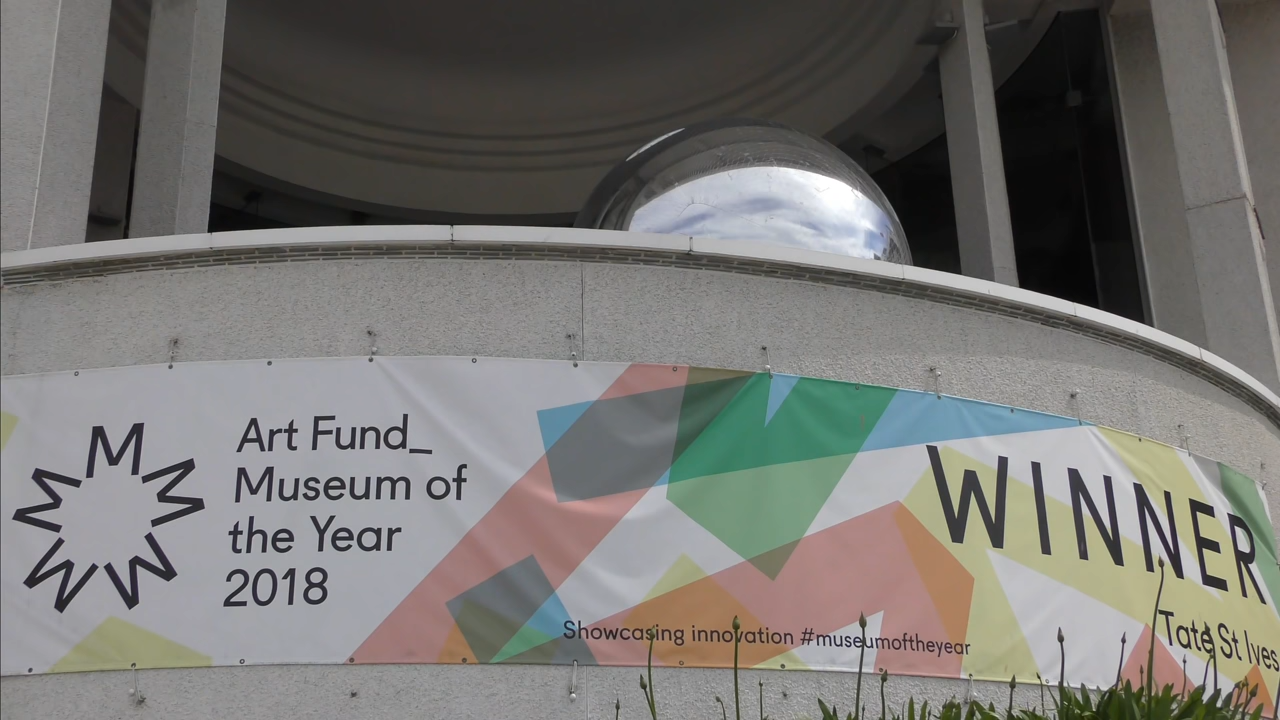 Art Fund_
Museum of
the Year
2018
WINNER
Tate St Ives
Showcasing innovation #museumoftheyear